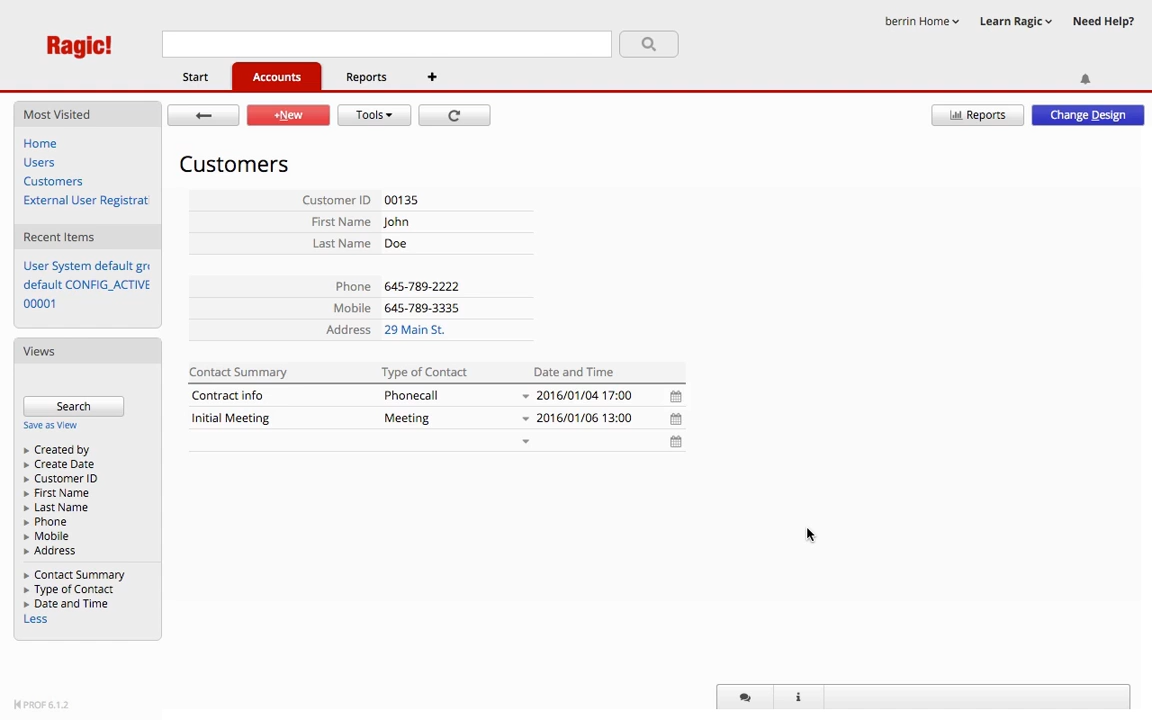 berrin Home Learn Ragic Need Help?
Ragic!
Start Accounts Reports +
Most Visited
Home
Users
Customers
External User Registrat
Recent Items
User System default gr
default CONFIG_ACTIVE
00001
Views
Search
Save as View
Created by
Create Date
Customer ID
First Name
Last Name
Phone
Mobile
Address
Contact Summary
Type of Contact
Date and Time
Less
PROF 6.1.2
+New Tools Reports Change Design
Customers
Customer ID 00135
First Name John
Last Name Doe
Phone 645-789-2222
Mobile 645-789-3335
Address 29 Main St.
Contact Summary Type of Contact Date and Time
Contract info Phonecall 2016/01/04 17:00
Initial Meeting Meeting 2016/01/06 13:00